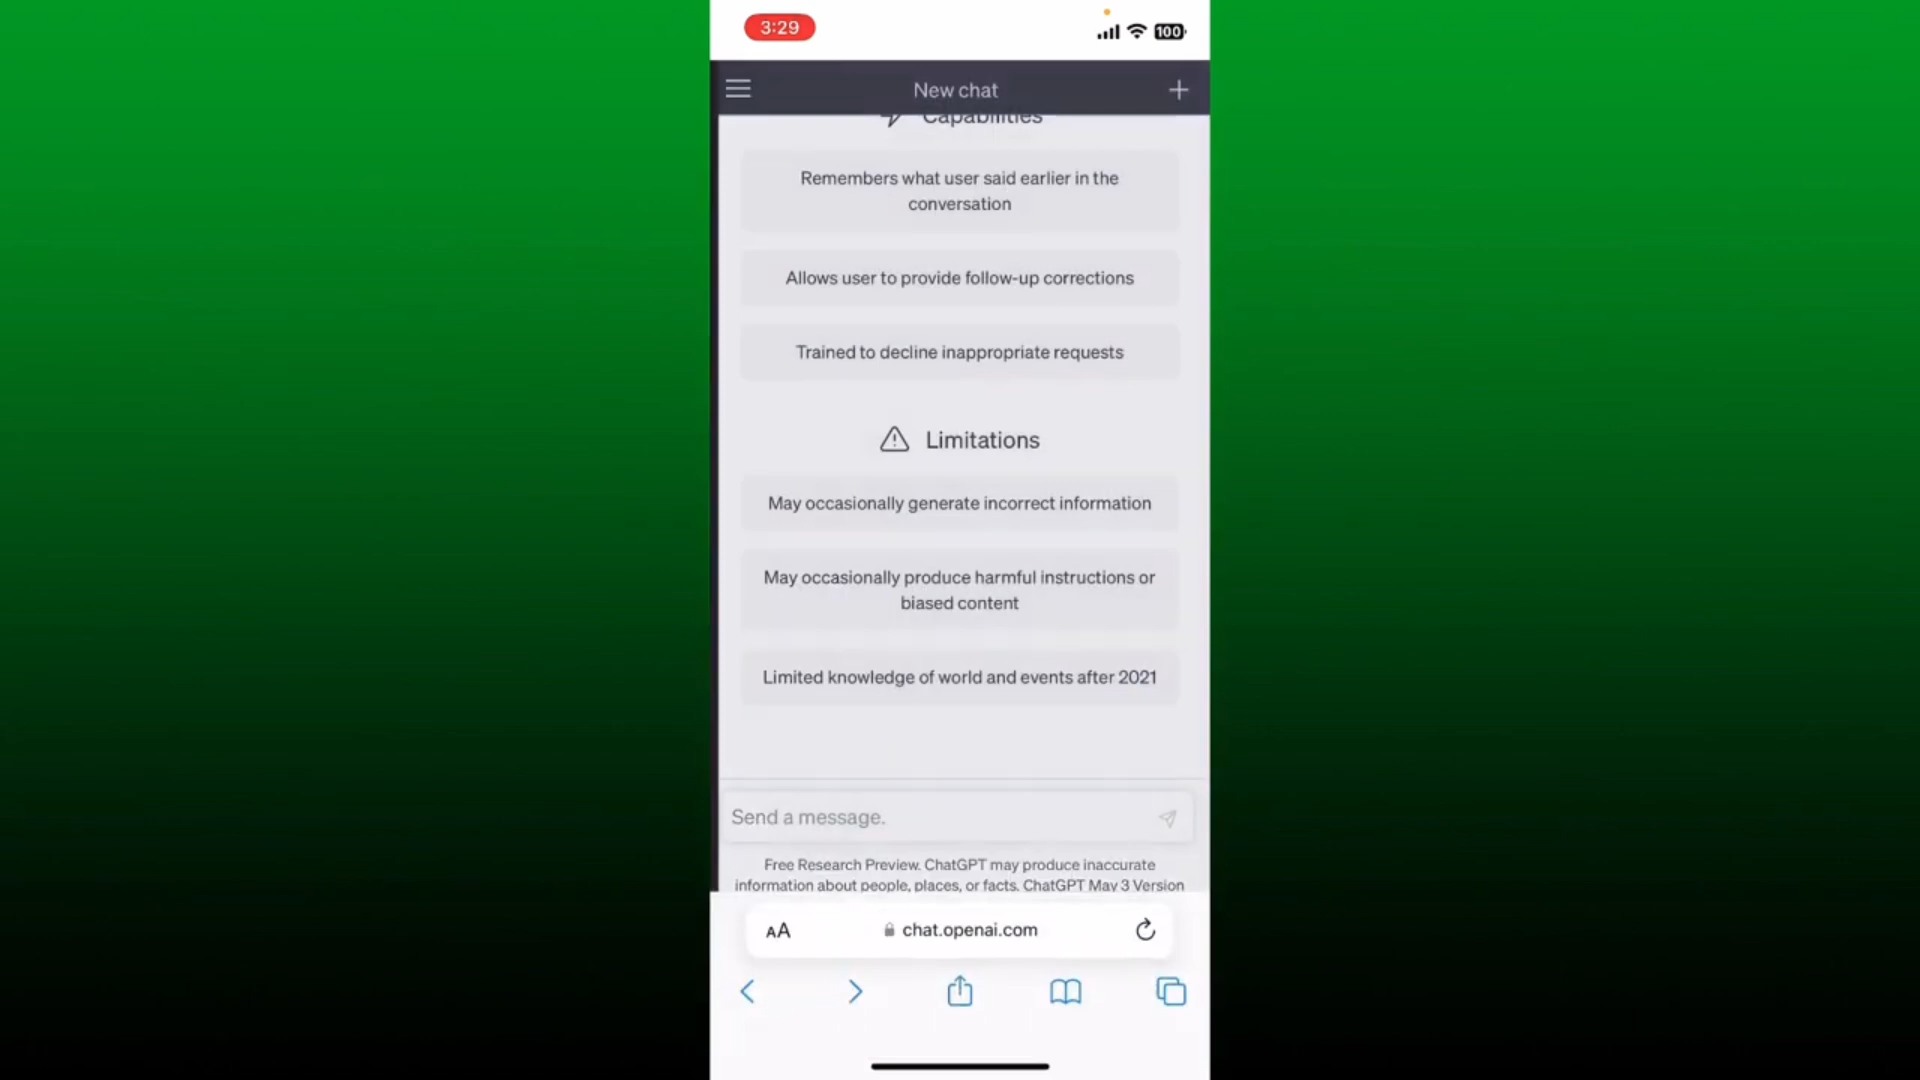 3:29
100
New chat
Capabilities
Remembers what user said earlier in the
conversation
Allows user to provide follow-up corrections
Trained to decline inappropriate requests
Limitations
May occasionally generate incorrect information
May occasionally produce harmful instructions or
biased content
Limited knowledge of world and events after 2021
Send a message.
Free Research Preview. ChatGPT may produce inaccurate
information about people, places, or facts. ChatGPT May 3 Version
AA
chat.openai.com